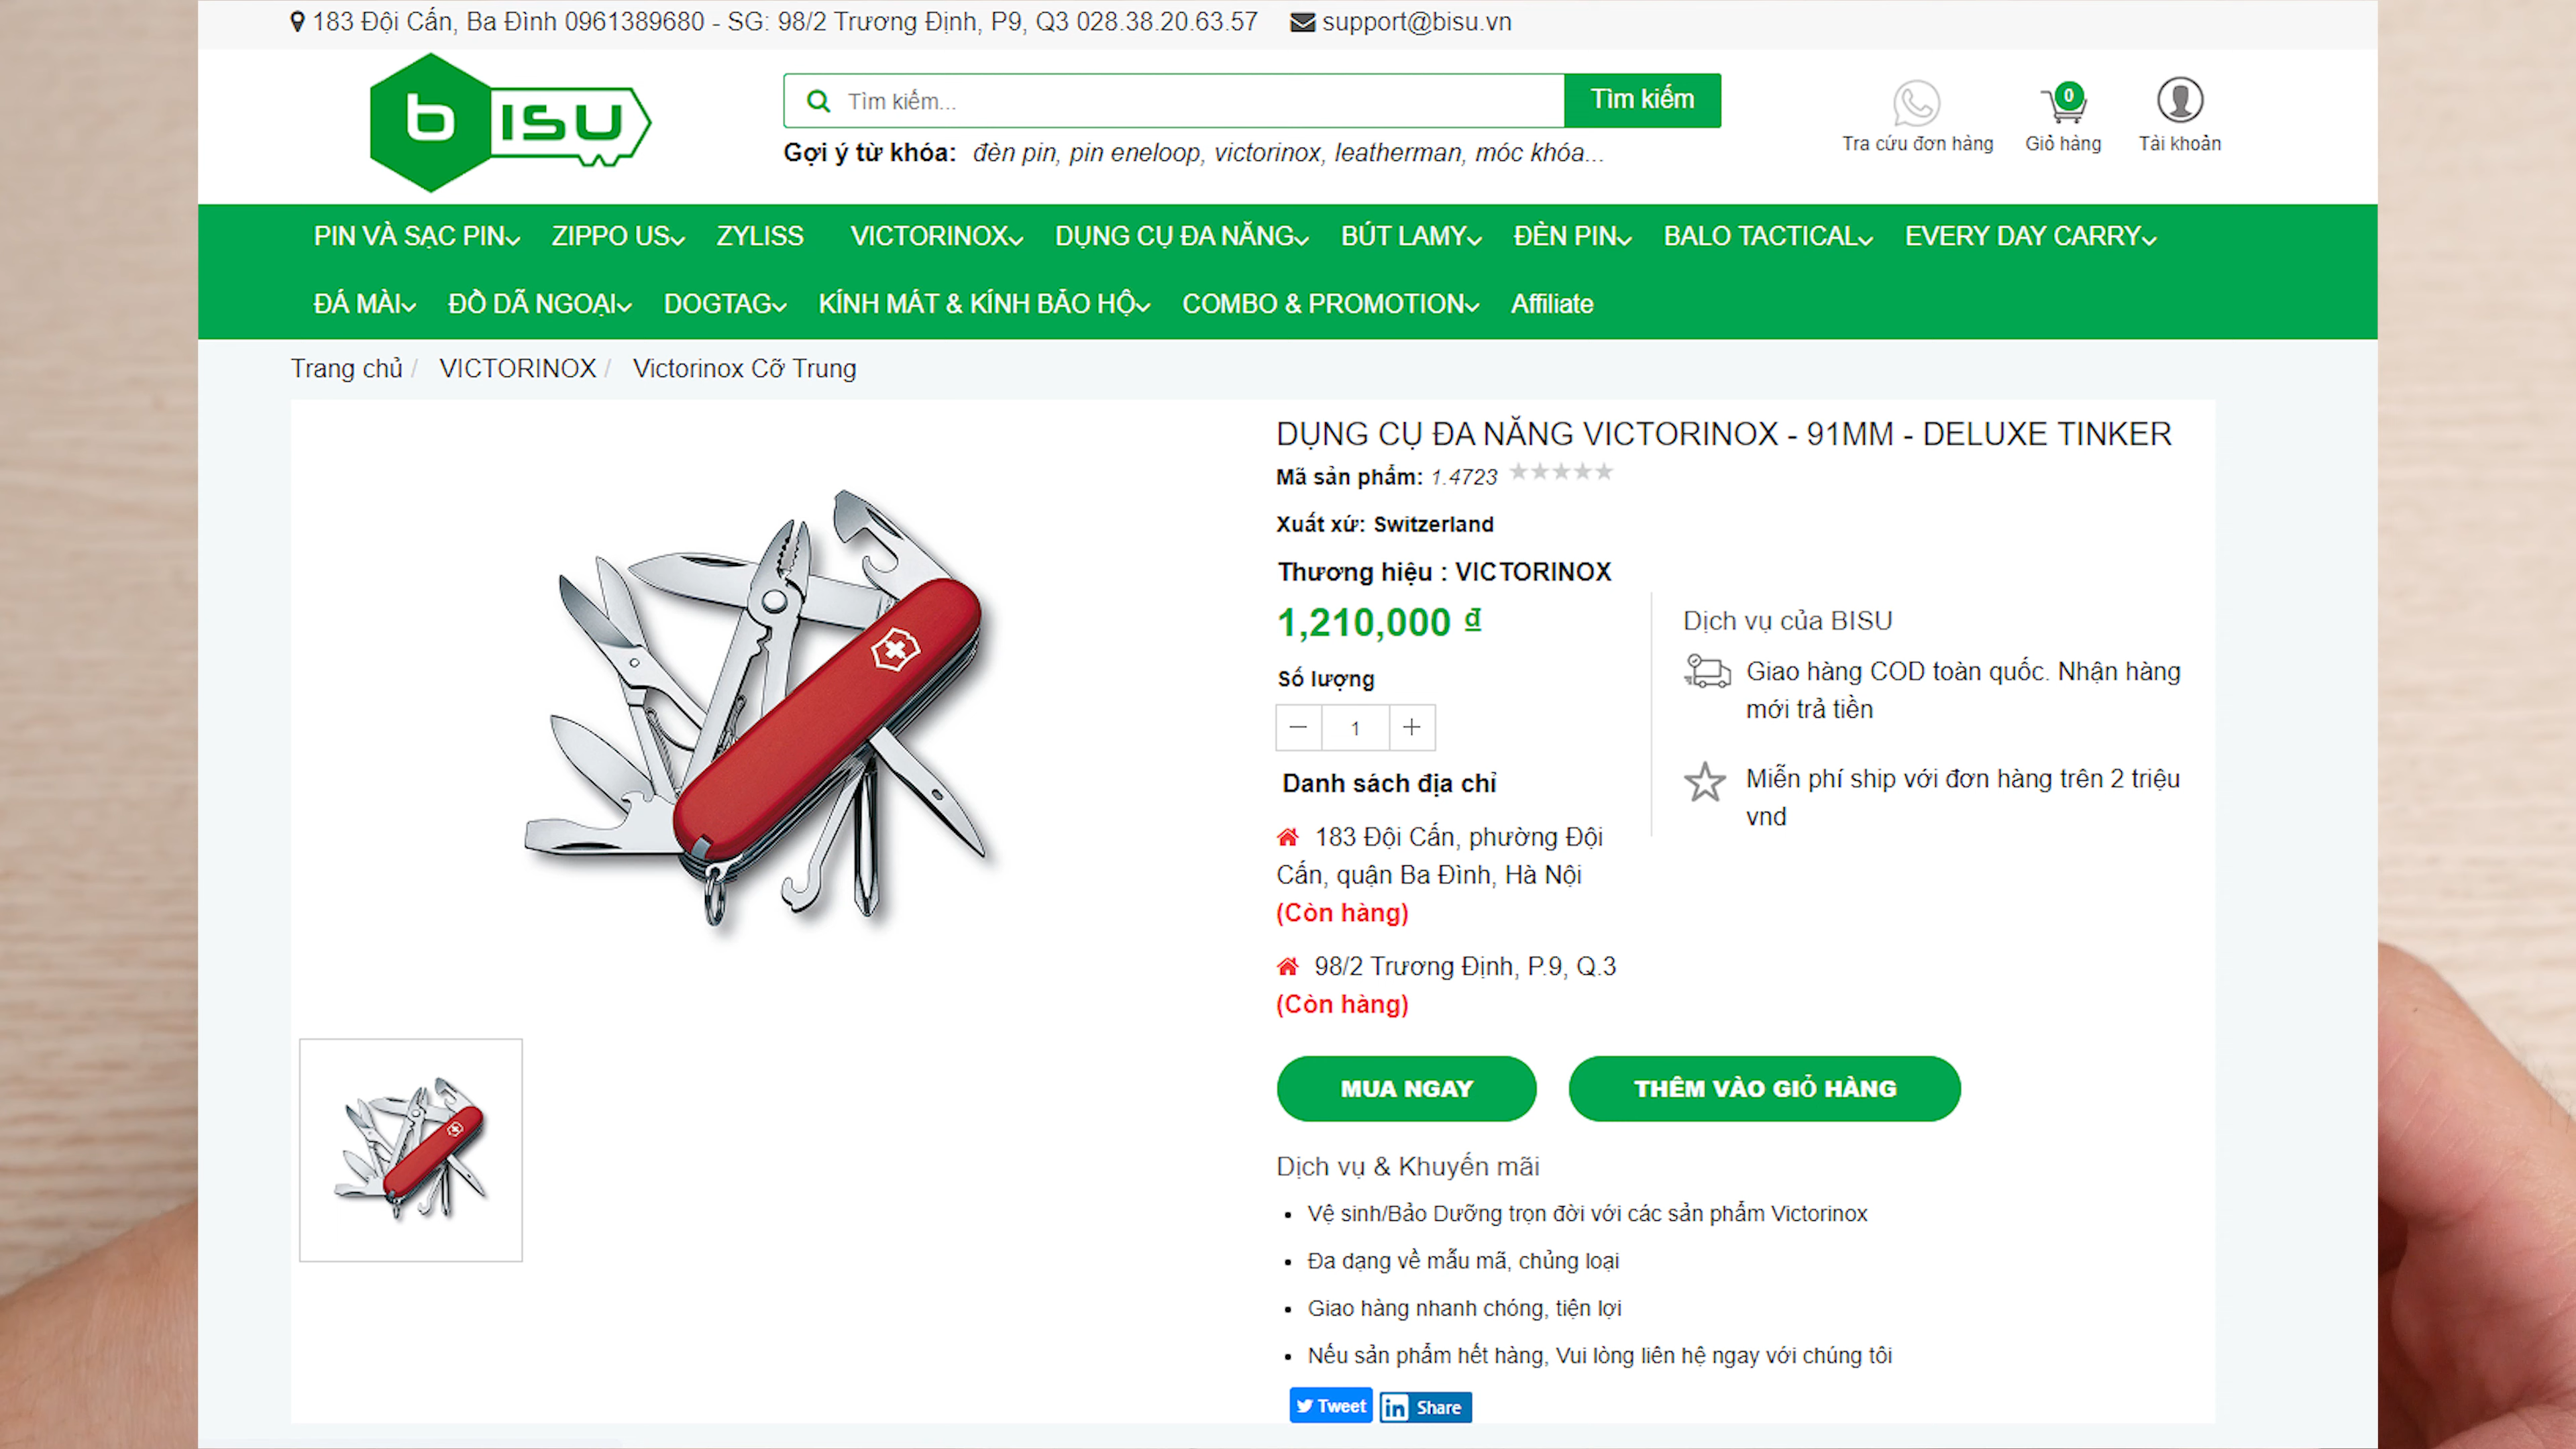 183 Đội Cấn, Ba Đình 0961389680 - SG: 98/2 Trương Định, P9, Q3 028.38.20.63.57 support@bisu.vn
bISU
Tìm kiếm...
Tìm kiếm
Gợi ý từ khóa: đèn pin, pin eneloop, victorinox, leatherman, móc khóa...
0
Tra cứu đơn hàng Giỏ hàng Tài khoản
PIN VÀ SẠC PIN ZIPPO US ZYLISS VICTORINOX DỤNG CỤ ĐA NĂNG BÚT LAMY ĐÈN PIN BALO TACTICAL EVERY DAY CARRY
ĐÁ MÀI ĐỒ DÃ NGOẠI DOGTAG KÍNH MÁT & KÍNH BẢO HỘ COMBO & PROMOTION Affiliate
Trang chủ / VICTORINOX / Victorinox Cỡ Trung
DỤNG CỤ ĐA NĂNG VICTORINOX - 91MM - DELUXE TINKER
Mã sản phẩm: 1.4723
Xuất xứ: Switzerland
Thương hiệu : VICTORINOX
1,210,000 ₫
Số lượng
1
Danh sách địa chỉ
183 Đội Cấn, phường Đội
Cấn, quận Ba Đình, Hà Nội
(Còn hàng)
98/2 Trương Định, P.9, Q.3
(Còn hàng)
Dịch vụ của BISU
Giao hàng COD toàn quốc. Nhận hàng
mới trả tiền
Miễn phí ship với đơn hàng trên 2 triệu
vnd
MUA NGAY
THÊM VÀO GIỎ HÀNG
Dịch vụ & Khuyến mãi
Vệ sinh/Bảo Dưỡng trọn đời với các sản phẩm Victorinox
Đa dạng về mẫu mã, chủng loại
Giao hàng nhanh chóng, tiện lợi
Nếu sản phẩm hết hàng, Vui lòng liên hệ ngay với chúng tôi
Tweet
in Share